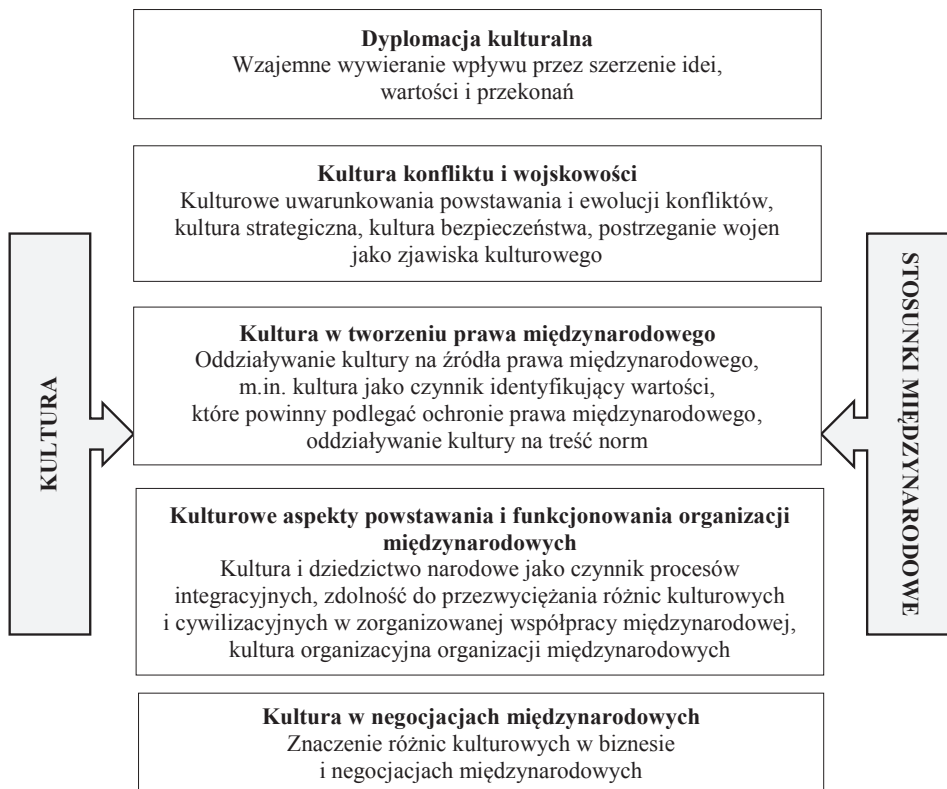 Dyplomacja kulturalna
Wzajemne wywieranie wpływu przez szerzenie idei,
wartości i przekonań
Kultura konfliktu i wojskowości
Kulturowe uwarunkowania powstawania i ewolucji konfliktów,
kultura strategiczna, kultura bezpieczeństwa, postrzeganie wojen
jako zjawiska kulturowego
KULTURA
Kultura w tworzeniu prawa międzynarodowego
Oddziaływanie kultury na źródła prawa międzynarodowego,
m.in. kultura jako czynnik identyfikujący wartości,
które powinny podlegać ochronie prawa międzynarodowego,
oddziaływanie kultury na treść norm
STOSUNKI MIĘDZYNARODOWE
Kulturowe aspekty powstawania i funkcjonowania organizacji
międzynarodowych
Kultura i dziedzictwo narodowe jako czynnik procesów
integracyjnych, zdolność do przezwyciężania różnic kulturowych
i cywilizacyjnych w zorganizowanej współpracy międzynarodowej,
kultura organizacyjna organizacji międzynarodowych
Kultura w negocjacjach międzynarodowych
Znaczenie różnic kulturowych w biznesie
i negocjacjach międzynarodowych